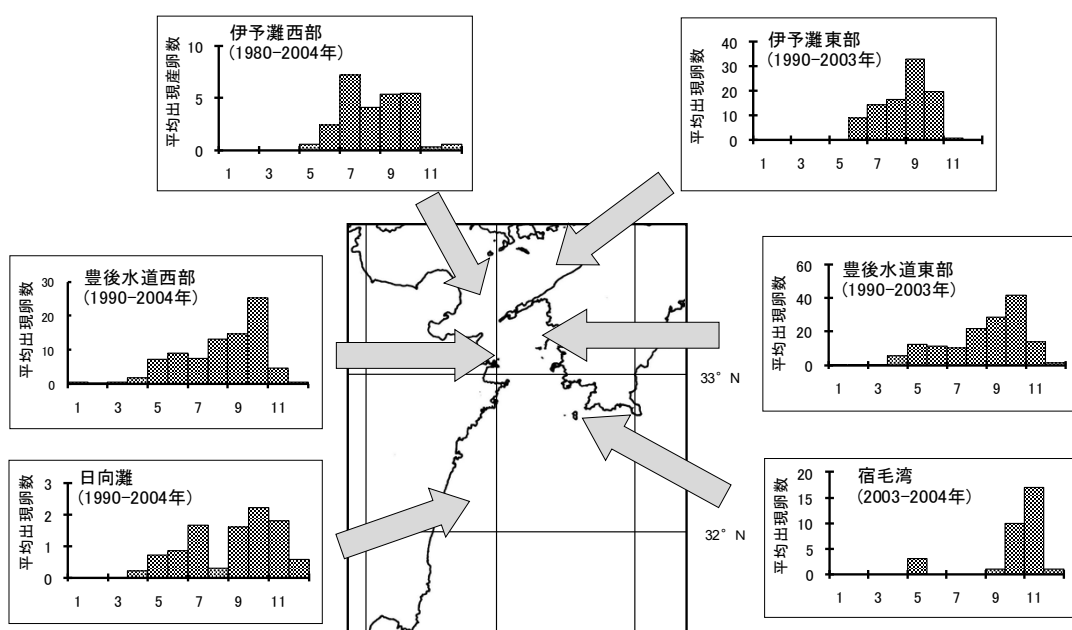 伊予灘西部
(1980-2004年)
平均出現産卵数
10
5
0
1 3 5 7 9 11
伊予灘東部
(1990-2003年)
平均出現卵数
40
30
20
10
0
1 3 5 7 9 11
豊後水道西部
(1990-2004年)
平均出現卵数
30
20
10
0
1 3 5 7 9 11
豊後水道東部
(1990-2003年)
平均出現卵数
60
40
20
0
1 3 5 7 9 11
33°N
日向灘
(1990-2004年)
平均出現卵数
3
2
1
0
1 3 5 7 9 11
宿毛湾
(2003-2004年)
平均出現卵数
20
15
10
5
0
1 3 5 7 9 11
32°N